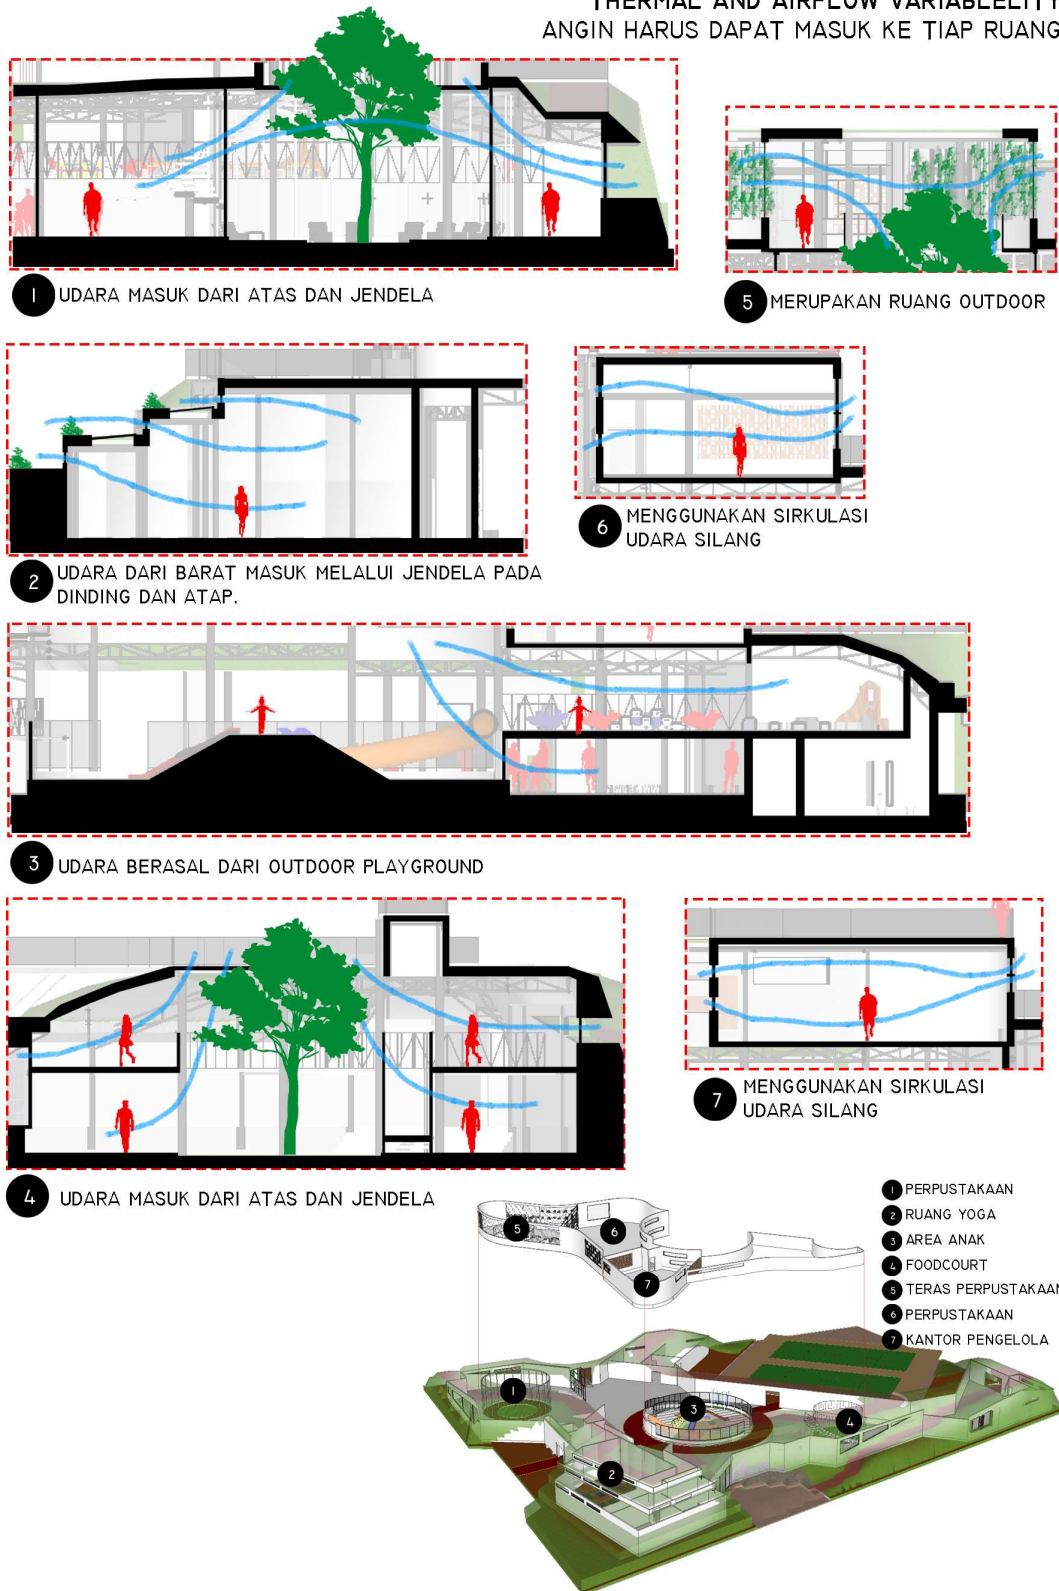 THERMAL AND AIRFLOW VARIABLELITY
ANGIN HARUS DAPAT MASUK KE TIAP RUANG
1 UDARA MASUK DARI ATAS DAN JENDELA
5 MERUPAKAN RUANG OUTDOOR
2 UDARA DARI BARAT MASUK MELALUI JENDELA PADA
DINDING DAN ATAP.
6 MENGGUNAKAN SIRKULASI
UDARA SILANG
3 UDARA BERASAL DARI OUTDOOR PLAYGROUND
4 UDARA MASUK DARI ATAS DAN JENDELA
7 MENGGUNAKAN SIRKULASI
UDARA SILANG
1 PERPUSTAKAAN
2 RUANG YOGA
3 AREA ANAK
4 FOODCOURT
5 TERAS PERPUSTAKAAN
6 PERPUSTAKAAN
7 KANTOR PENGELOLA
5
6
7
1
3
4
2